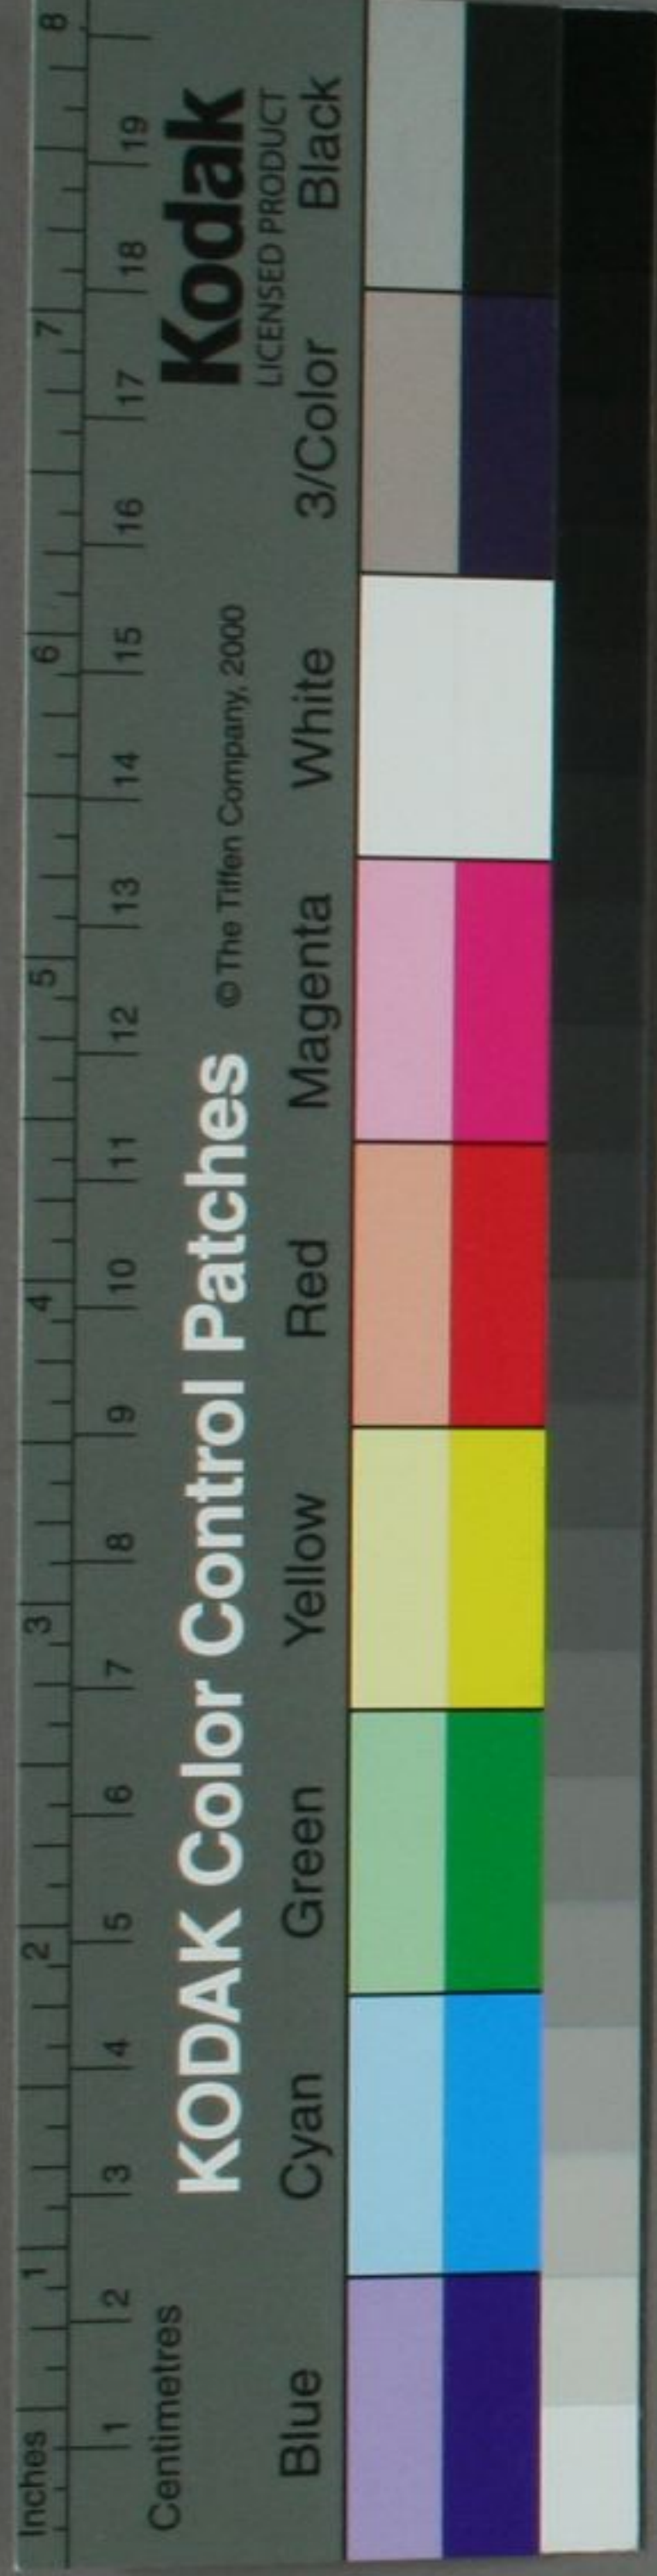 Inches 1 2 3 4 5 6 7 8
1 2 3 4 5 6 7 8 9 10 11 12 13 14 15 16 17 18 19
Centimetres
KODAK Color Control Patches
© The Tiffen Company, 2000
Kodak
LICENSED PRODUCT
Blue Cyan Green Yellow Red Magenta White 3/Color Black